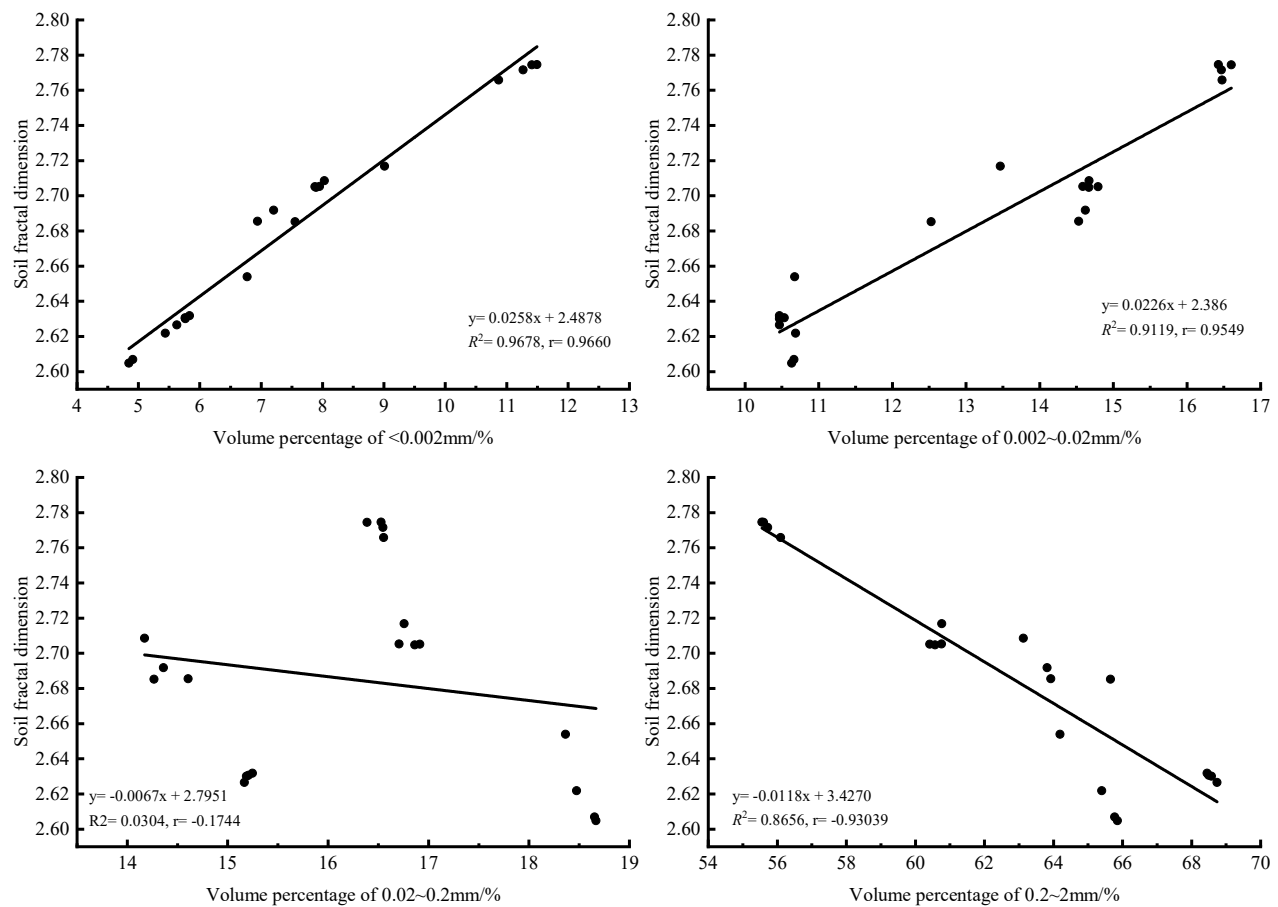 2.80
2.78
2.76
2.74
2.72
2.70
2.68
2.66
2.64
2.62
2.60
Soil fractal dimension
y= 0.0258x + 2.4878
R²= 0.9678, r= 0.9660
4 5 6 7 8 9 10 11 12 13
Volume percentage of <0.002mm/%
2.80
2.78
2.76
2.74
2.72
2.70
2.68
2.66
2.64
2.62
2.60
Soil fractal dimension
y= 0.0226x + 2.386
R²= 0.9119, r= 0.9549
10 11 12 13 14 15 16 17
Volume percentage of 0.002~0.02mm/%
2.80
2.78
2.76
2.74
2.72
2.70
2.68
2.66
2.64
2.62
2.60
Soil fractal dimension
y= -0.0067x + 2.7951
R2= 0.0304, r= -0.1744
14 15 16 17 18 19
Volume percentage of 0.02~0.2mm/%
2.80
2.78
2.76
2.74
2.72
2.70
2.68
2.66
2.64
2.62
2.60
Soil fractal dimension
y= -0.0118x + 3.4270
R²= 0.8656, r= -0.93039
54 56 58 60 62 64 66 68 70
Volume percentage of 0.2~2mm/%